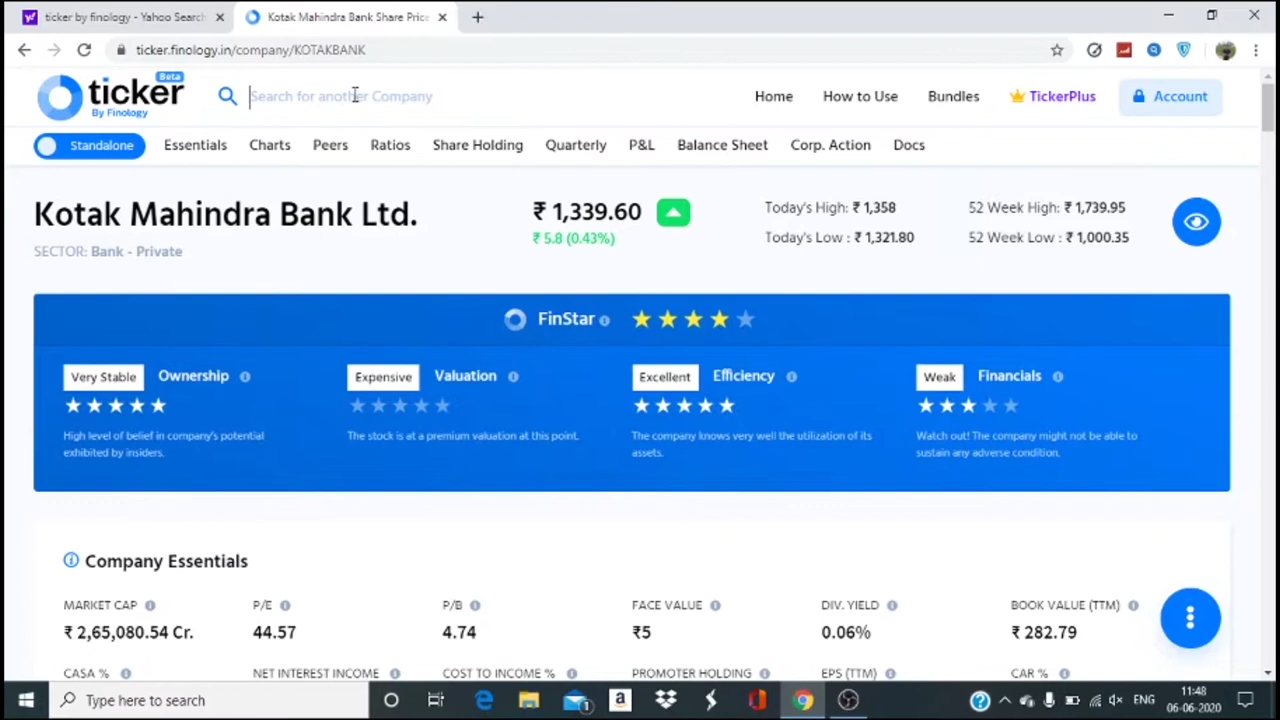 ticker by finology - Yahoo Search
Kotak Mahindra Bank Share Price
ticker.finology.in/company/KOTAKBANK
ticker
Beta
By Finology
Search for another Company
Home
How to Use
Bundles
TickerPlus
Account
Standalone
Essentials
Charts
Peers
Ratios
Share Holding
Quarterly
P&L
Balance Sheet
Corp. Action
Docs
Kotak Mahindra Bank Ltd.
SECTOR: Bank - Private
₹ 1,339.60
₹ 5.8 (0.43%)
Today's High: ₹ 1,358
Today's Low : ₹ 1,321.80
52 Week High: ₹ 1,739.95
52 Week Low : ₹ 1,000.35
FinStar
Very Stable Ownership
High level of belief in company's potential
exhibited by insiders.
Expensive Valuation
The stock is at a premium valuation at this point.
Excellent Efficiency
The company knows very well the utilization of its
assets.
Weak Financials
Watch out! The company might not be able to
sustain any adverse condition.
Company Essentials
MARKET CAP
₹ 2,65,080.54 Cr.
P/E
44.57
P/B
4.74
FACE VALUE
₹5
DIV. YIELD
0.06%
BOOK VALUE (TTM)
₹ 282.79
CASA %
NET INTEREST INCOME
COST TO INCOME %
PROMOTER HOLDING
EPS (TTM)
CAR %
Type here to search
1
ENG
11:48
06-06-2020